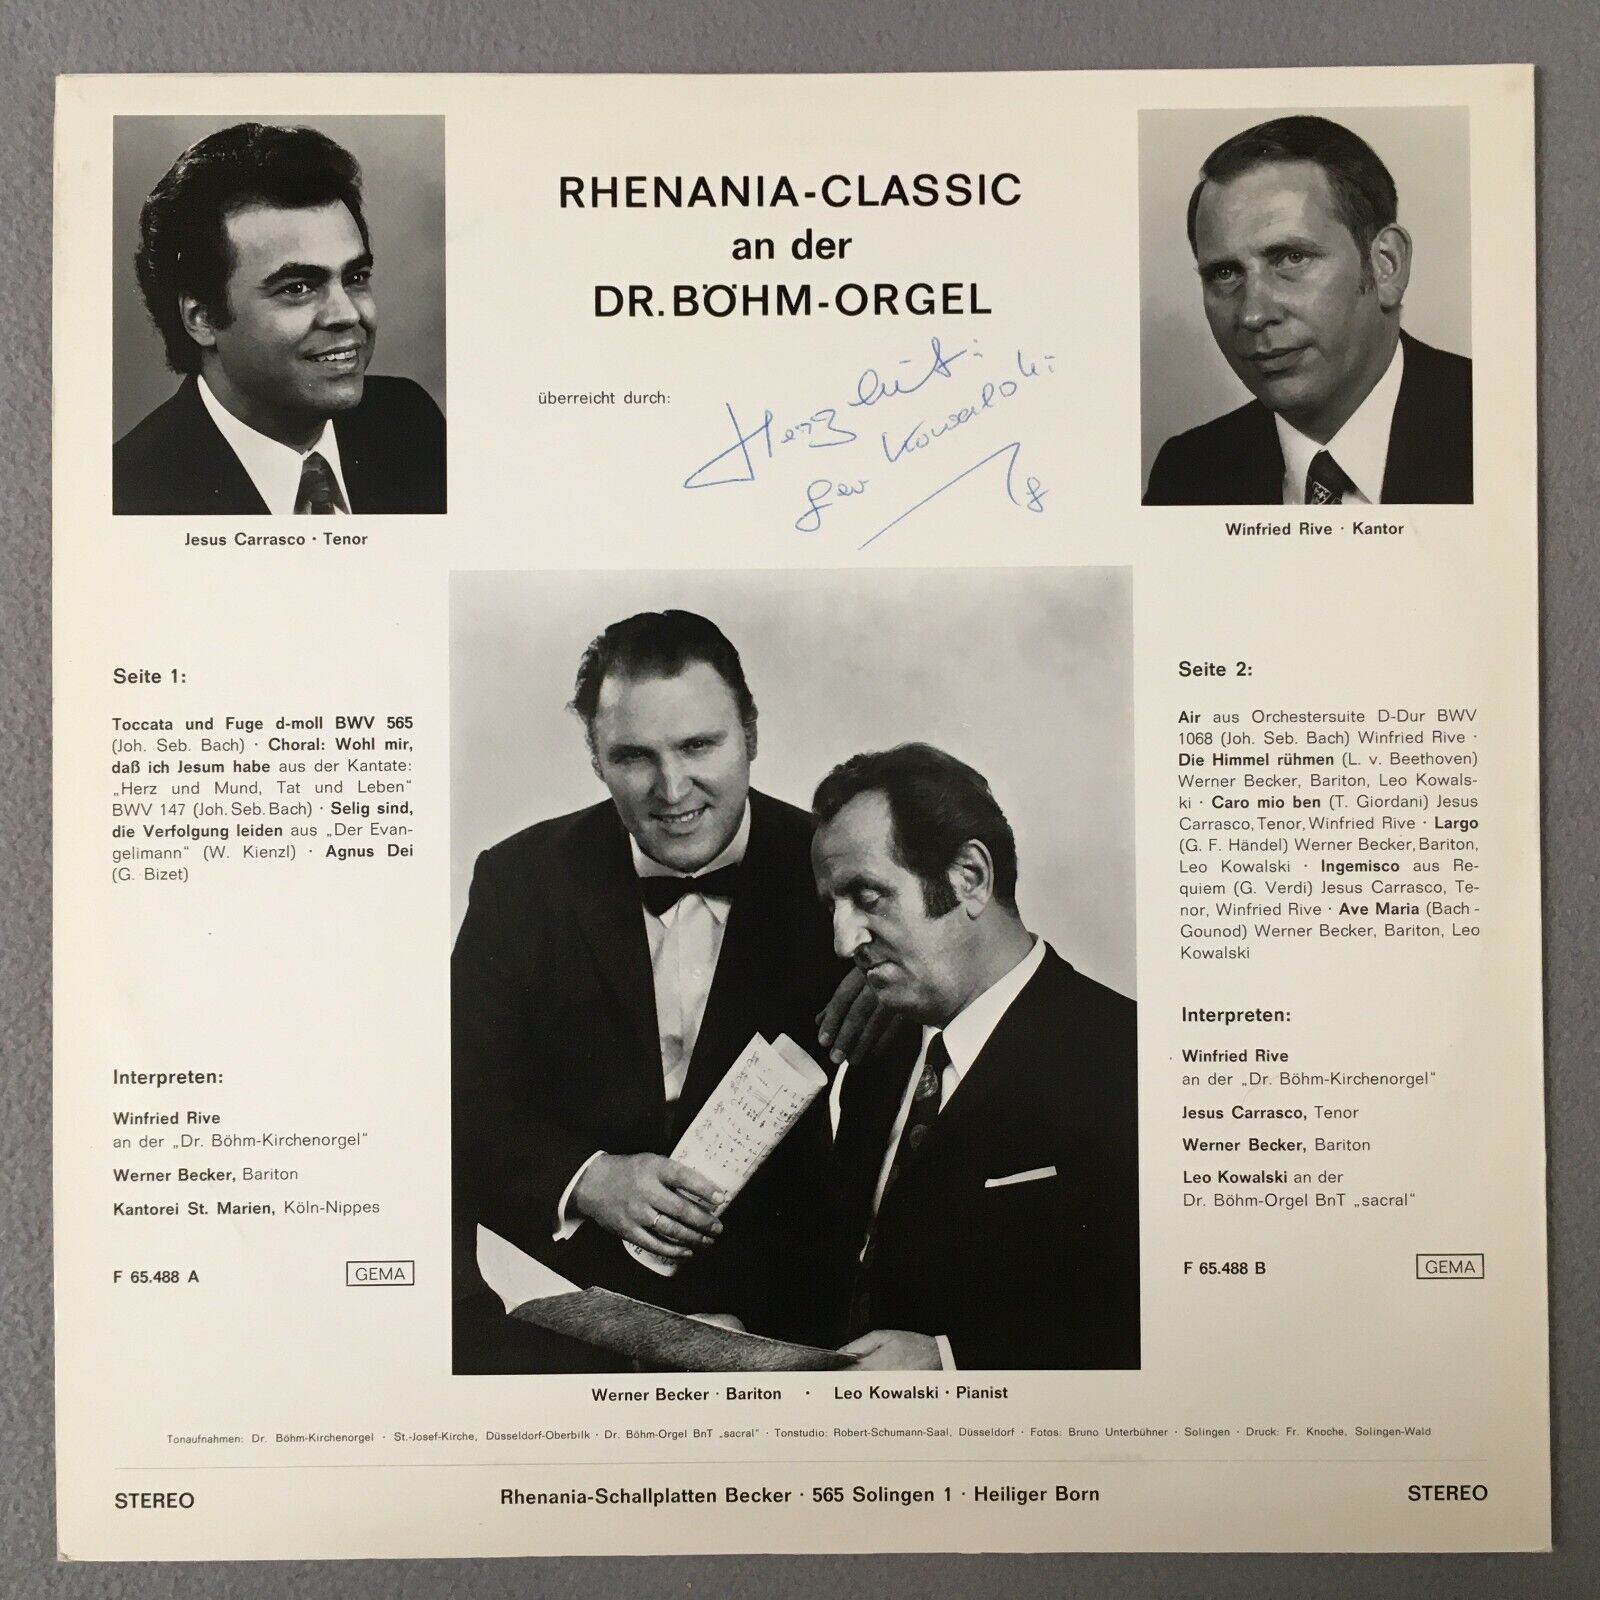 RHENANIA-CLASSIC
an der
DR. BÖHM-ORGEL
überreicht durch:
Herzlichst:
Leo Kowalski
Jesus Carrasco · Tenor
Winfried Rive · Kantor
Seite 1:
Toccata und Fuge d-moll BWV 565
(Joh. Seb. Bach) · Choral: Wohl mir,
daß ich Jesum habe aus der Kantate:
„Herz und Mund, Tat und Leben“
BWV 147 (Joh. Seb. Bach) · Selig sind,
die Verfolgung leiden aus „Der Evan-
gelimann“ (W. Kienzl) · Agnus Dei
(G. Bizet)
Interpreten:
Winfried Rive
an der „Dr. Böhm-Kirchenorgel“
Werner Becker, Bariton
Kantorei St. Marien, Köln-Nippes
F 65.488 A
GEMA
Seite 2:
Air aus Orchestersuite D-Dur BWV
1068 (Joh. Seb. Bach) Winfried Rive ·
Die Himmel rühmen (L. v. Beethoven)
Werner Becker, Bariton, Leo Kowals-
ki · Caro mio ben (T. Giordani) Jesus
Carrasco, Tenor, Winfried Rive · Largo
(G. F. Händel) Werner Becker, Bariton,
Leo Kowalski · Ingemisco aus Re-
quiem (G. Verdi) Jesus Carrasco, Te-
nor, Winfried Rive · Ave Maria (Bach -
Gounod) Werner Becker, Bariton, Leo
Kowalski
Interpreten:
Winfried Rive
an der „Dr. Böhm-Kirchenorgel“
Jesus Carrasco, Tenor
Werner Becker, Bariton
Leo Kowalski an der
Dr. Böhm-Orgel BnT „sacral“
F 65.488 B
GEMA
Werner Becker · Bariton · Leo Kowalski · Pianist
Tonaufnahmen: Dr. Böhm-Kirchenorgel · St.-Josef-Kirche, Düsseldorf-Oberbilk · Dr. Böhm-Orgel BnT „sacral“ · Tonstudio: Robert-Schumann-Saal, Düsseldorf · Fotos: Bruno Unterbühner · Solingen · Druck: Fr. Knoche, Solingen-Wald
STEREO
Rhenania-Schallplatten Becker · 565 Solingen 1 · Heiliger Born
STEREO